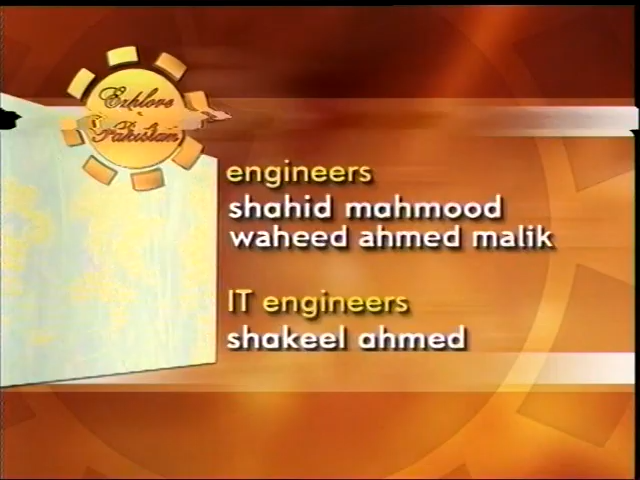 Explore
Pakistan
engineers
shahid mahmood
waheed ahmed malik
IT engineers
shakeel ahmed